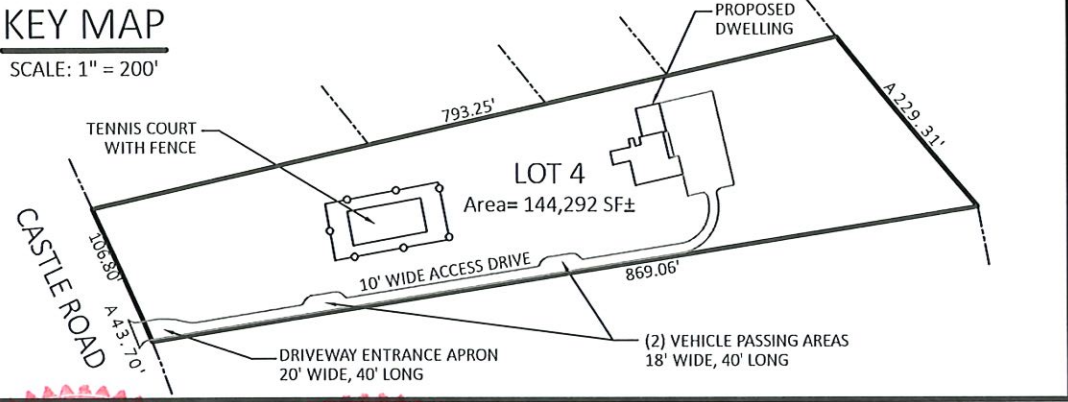 KEY MAP
SCALE: 1" = 200'
PROPOSED
DWELLING
793.25'
A 229.31'
TENNIS COURT
WITH FENCE
LOT 4
Area= 144,292 SF±
CASTLE ROAD
106.80'
A 43.70'
10' WIDE ACCESS DRIVE
869.06'
DRIVEWAY ENTRANCE APRON
20' WIDE, 40' LONG
(2) VEHICLE PASSING AREAS
18' WIDE, 40' LONG